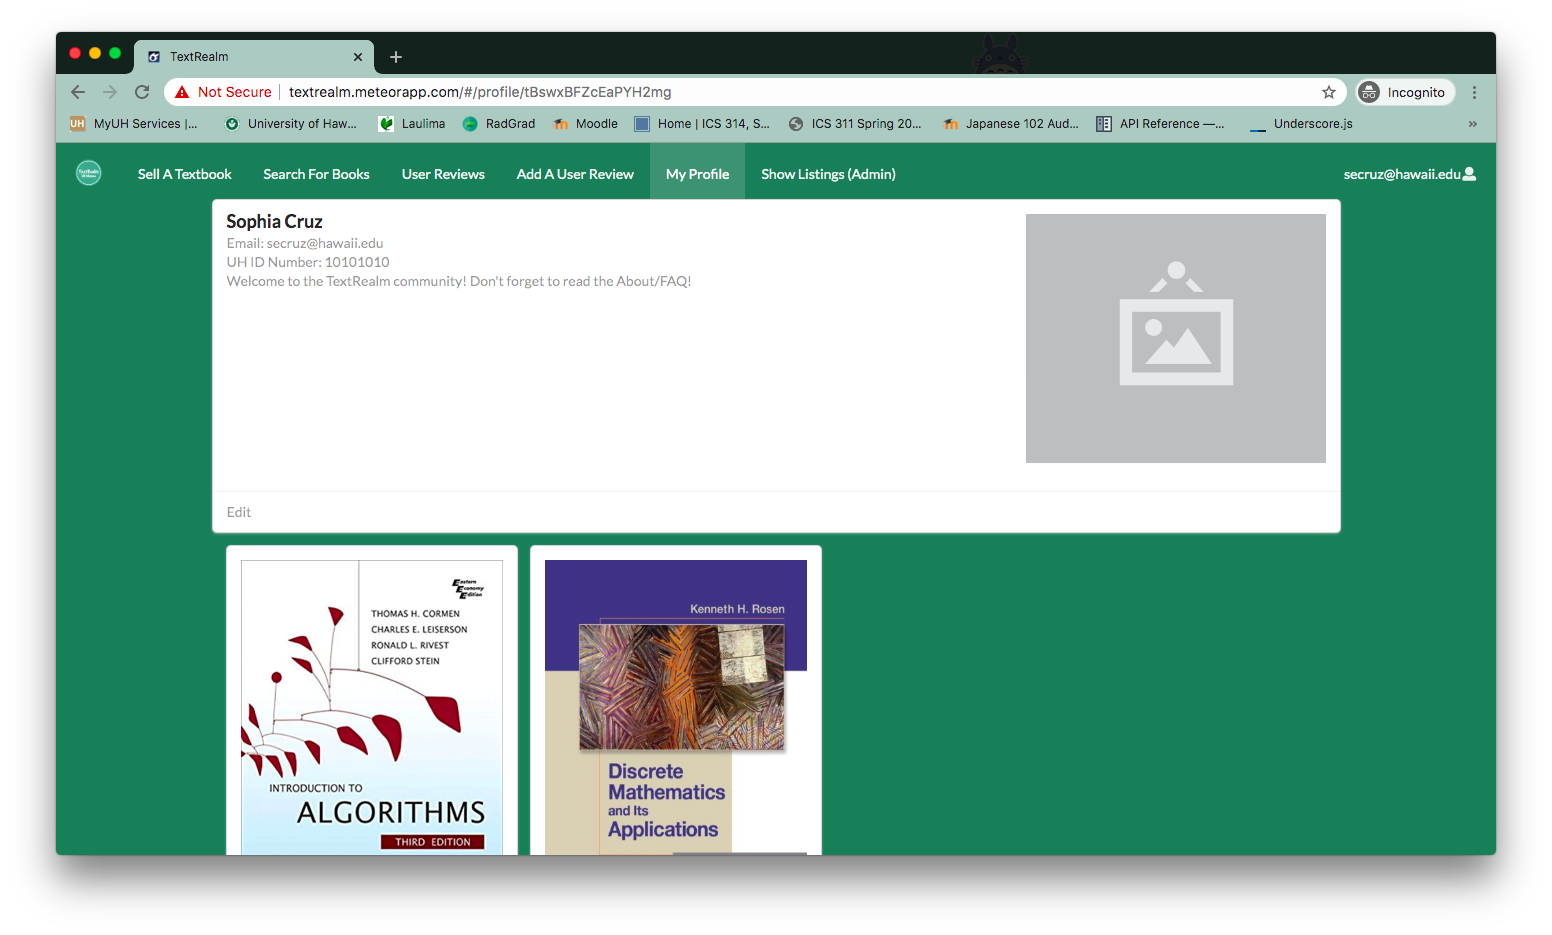 TextRealm
Not Secure textrealm.meteorapp.com/#/profile/tBswxBFZcEaPYH2mg Incognito
UH MyUH Services |... University of Haw... Laulima RadGrad Moodle Home | ICS 314, S... ICS 311 Spring 20... Japanese 102 Aud... API Reference —... Underscore.js »
TextRealm Sell A Textbook Search For Books User Reviews Add A User Review My Profile Show Listings (Admin) secruz@hawaii.edu
Sophia Cruz
Email: secruz@hawaii.edu
UH ID Number: 10101010
Welcome to the TextRealm community! Don't forget to read the About/FAQ!
Edit
Eastern
Economy
Edition
THOMAS H. CORMEN
CHARLES E. LEISERSON
RONALD L. RIVEST
CLIFFORD STEIN
INTRODUCTION TO
ALGORITHMS
THIRD EDITION
Kenneth H. Rosen
Discrete
Mathematics
and Its
Applications